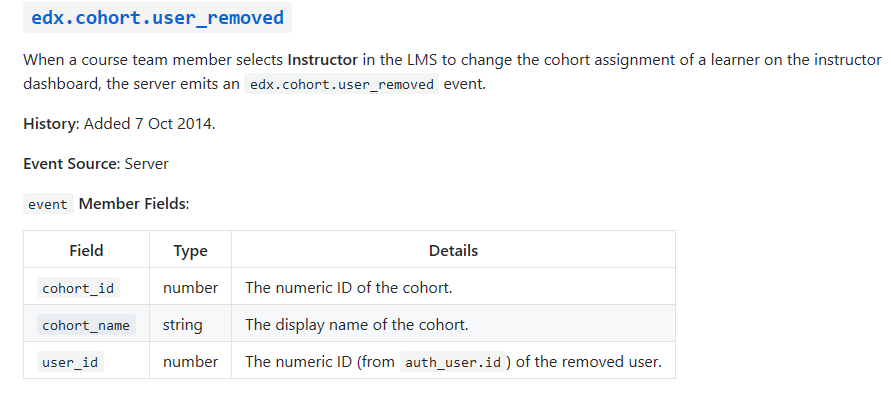 edx.cohort.user_removed
When a course team member selects Instructor in the LMS to change the cohort assignment of a learner on the instructor
dashboard, the server emits an edx.cohort.user_removed event.
History: Added 7 Oct 2014.
Event Source: Server
event Member Fields:
Field Type Details
cohort_id number The numeric ID of the cohort.
cohort_name string The display name of the cohort.
user_id number The numeric ID (from auth_user.id) of the removed user.